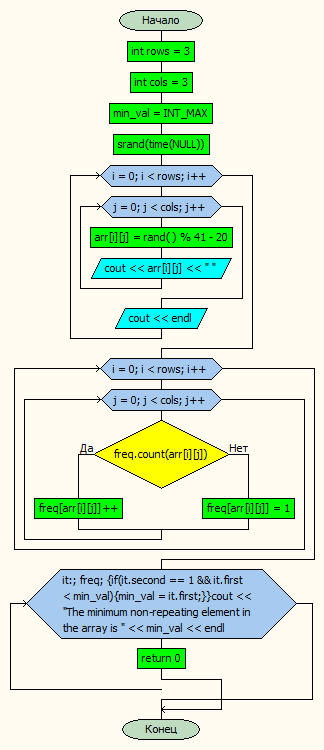 Начало
int rows = 3
int cols = 3
min_val = INT_MAX
srand(time(NULL))
i = 0; i < rows; i++
j = 0; j < cols; j++
arr[i][j] = rand( ) % 41 - 20
cout << arr[i][j] << " "
cout << endl
i = 0; i < rows; i++
j = 0; j < cols; j++
Да
Нет
freq.count(arr[i][j])
freq[arr[i][j]]++
freq[arr[i][j]] = 1
it:; freq; {if(it.second == 1 && it.first
< min_val){min_val = it.first;}}cout <<
"The minimum non-repeating element in
the array is " << min_val << endl
return 0
Конец